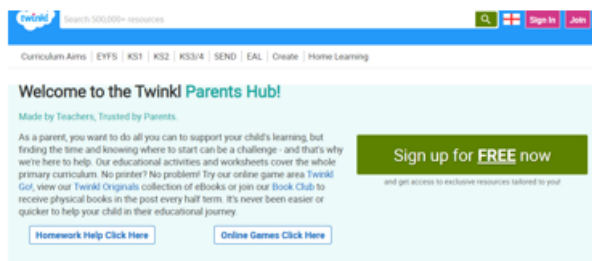 twinkl Search 500,000+ resources Sign In Join
Curriculum Aims EYFS KS1 KS2 KS3/4 SEND EAL Create Home Learning
Welcome to the Twinkl Parents Hub!
Made by Teachers, Trusted by Parents.
As a parent, you want to do all you can to support your child's learning, but
finding the time and knowing where to start can be a challenge - and that's why
we're here to help. Our educational activities and worksheets cover the whole
primary curriculum. No printer? No problem! Try our online game area Twinkl
Go!, view our Twinkl Originals collection of eBooks or join our Book Club to
receive physical books in the post every half term. It's never been easier or
quicker to help your child in their educational journey
Homework Help Click Here
Online Games Click Here
Sign up for FREE now
and get access to exclusive resources tailored to you!